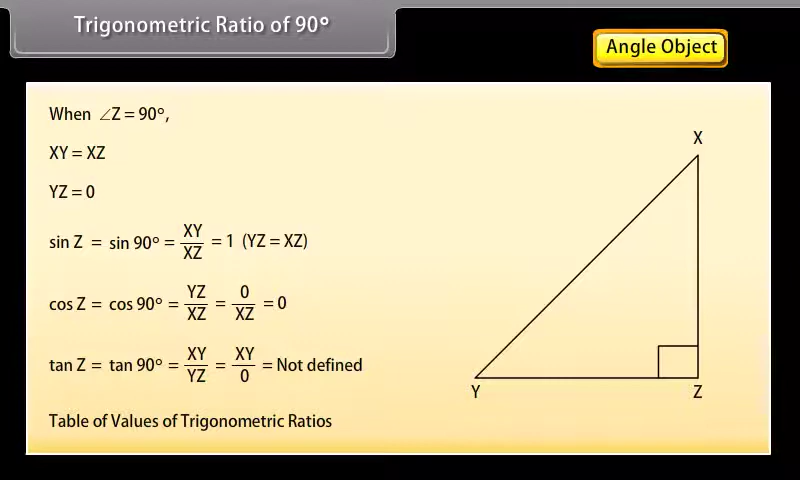 Trigonometric Ratio of 90°
Angle Object
When ∠Z = 90°,
XY = XZ
YZ = 0
sin Z = sin 90° = XY/XZ = 1 (YZ = XZ)
cos Z = cos 90° = YZ/XZ = 0/XZ = 0
tan Z = tan 90° = XY/YZ = XY/0 = Not defined
Table of Values of Trigonometric Ratios
X
Y
Z